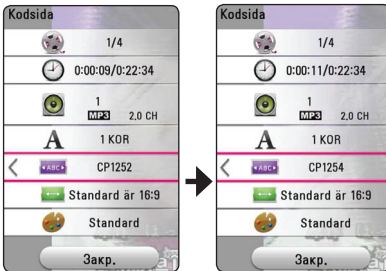 Kodsida
1/4
0:00:09/0:22:34
1
MP3 2.0 CH
A 1 KOR
ABC CP1252
Standard är 16:9
Standard
Закр.
Kodsida
1/4
0:00:11/0:22:34
1
MP3 2.0 CH
A 1 KOR
ABC CP1254
Standard är 16:9
Standard
Закр.